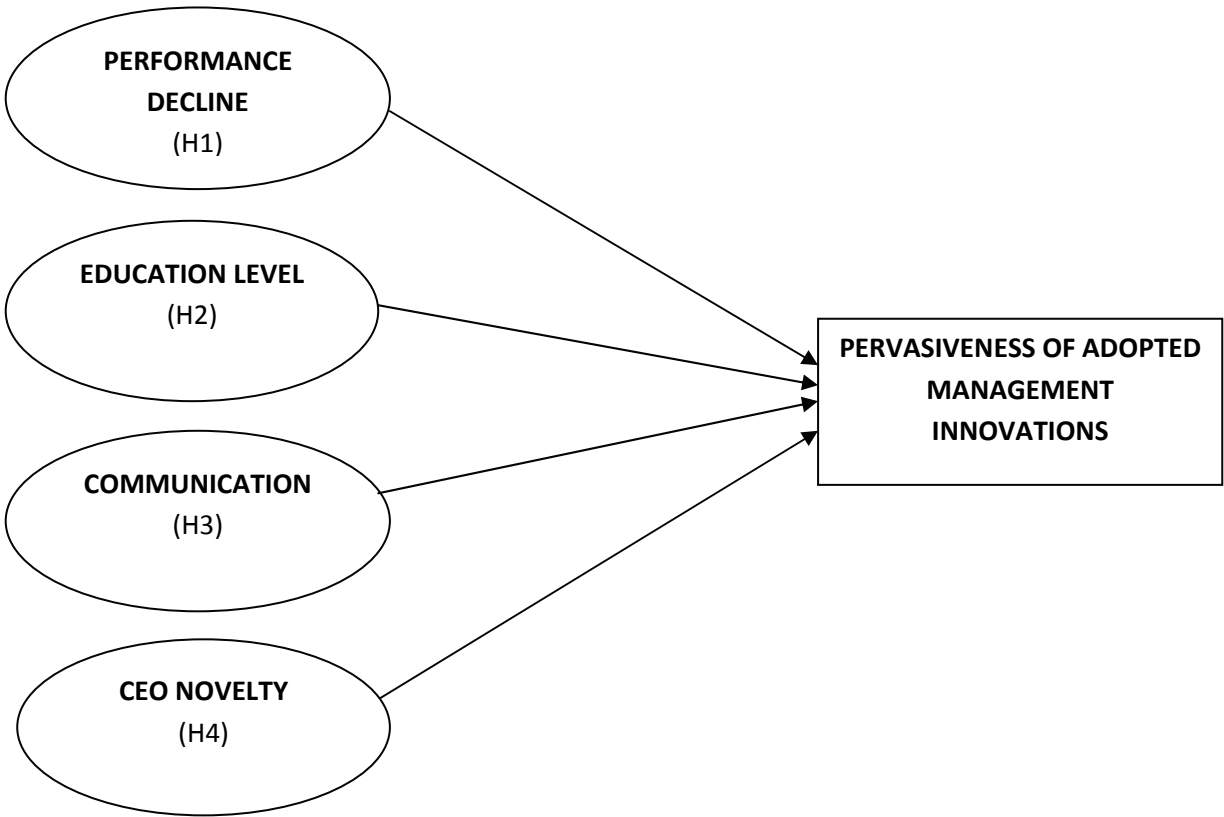 PERFORMANCE
DECLINE
(H1)
EDUCATION LEVEL
(H2)
COMMUNICATION
(H3)
CEO NOVELTY
(H4)
PERVASIVENESS OF ADOPTED
MANAGEMENT
INNOVATIONS